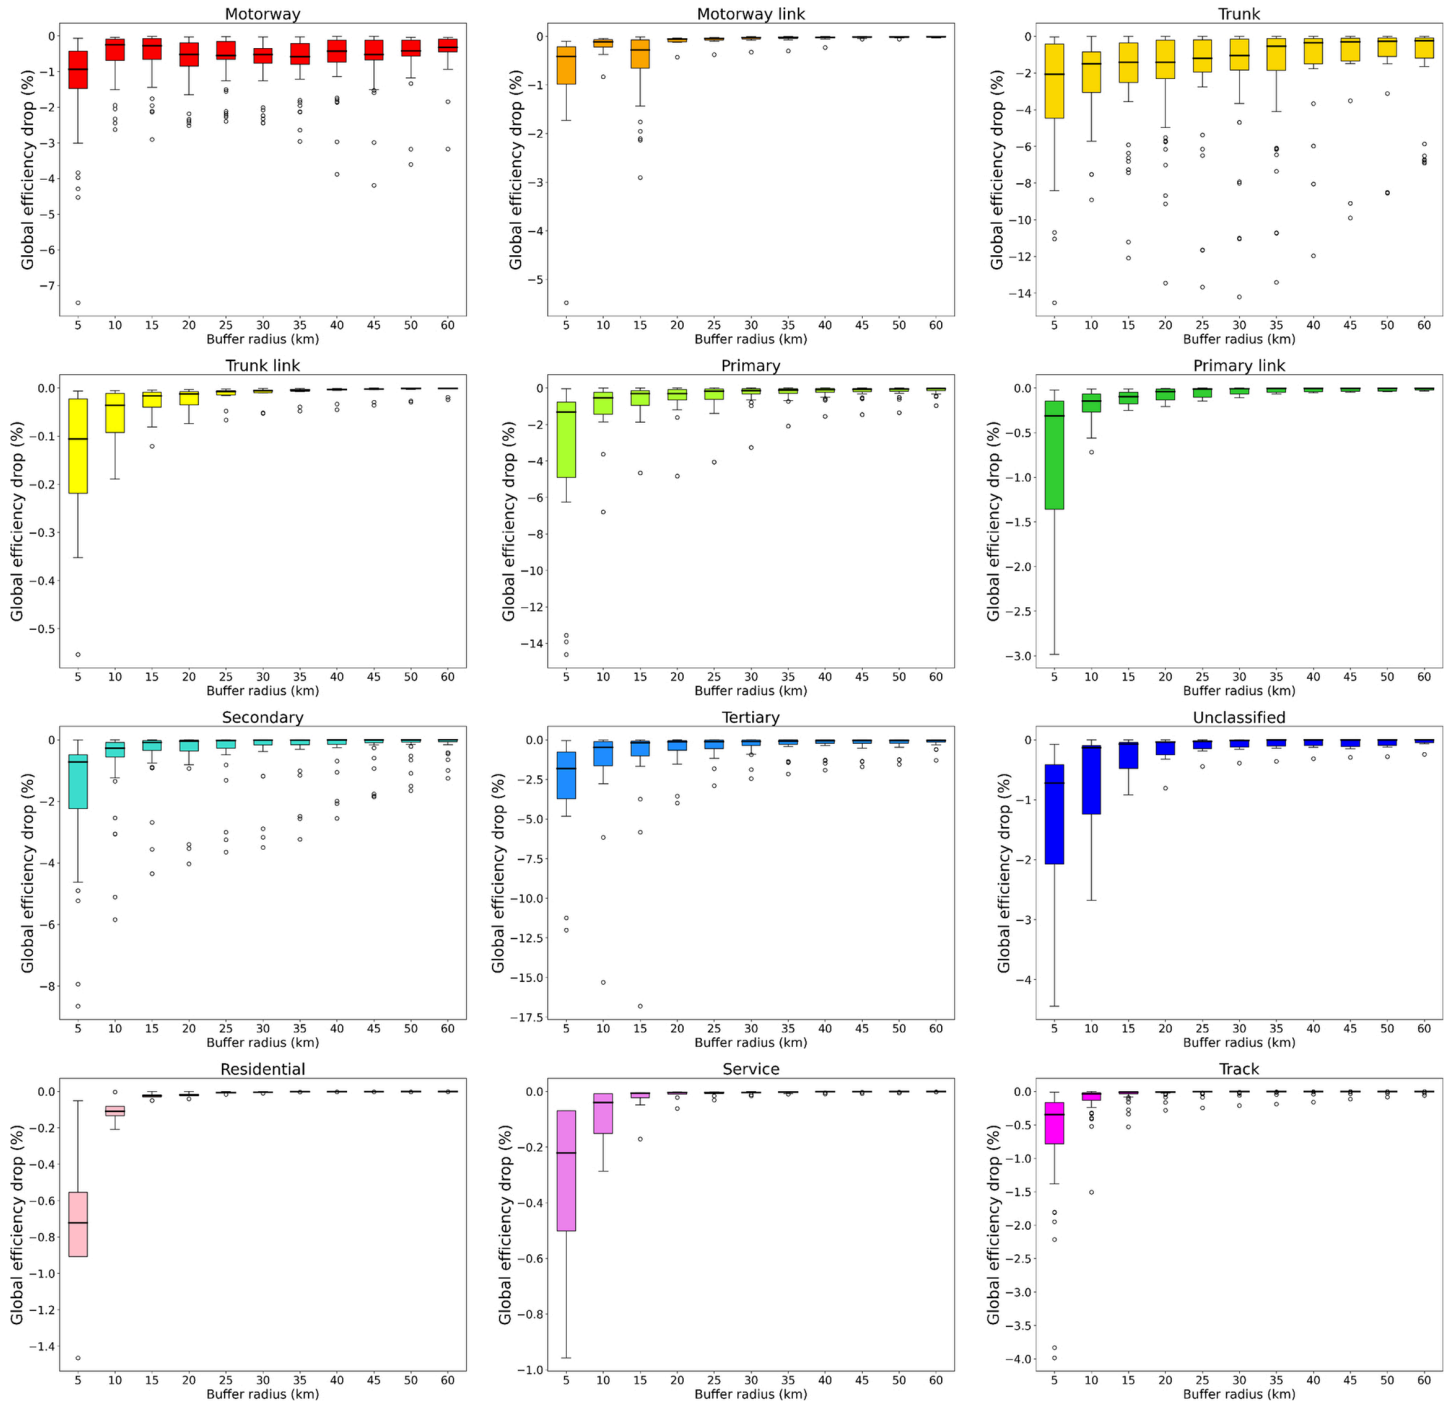 Motorway
Global efficiency drop (%)
0
−1
−2
−3
−4
−5
−6
−7
5 10 15 20 25 30 35 40 45 50 60
Buffer radius (km)
Motorway link
Global efficiency drop (%)
0
−1
−2
−3
−4
−5
5 10 15 20 25 30 35 40 45 50 60
Buffer radius (km)
Trunk
Global efficiency drop (%)
0
−2
−4
−6
−8
−10
−12
−14
5 10 15 20 25 30 35 40 45 50 60
Buffer radius (km)
Trunk link
Global efficiency drop (%)
0.0
−0.1
−0.2
−0.3
−0.4
−0.5
5 10 15 20 25 30 35 40 45 50 60
Buffer radius (km)
Primary
Global efficiency drop (%)
0
−2
−4
−6
−8
−10
−12
−14
5 10 15 20 25 30 35 40 45 50 60
Buffer radius (km)
Primary link
Global efficiency drop (%)
0.0
−0.5
−1.0
−1.5
−2.0
−2.5
−3.0
5 10 15 20 25 30 35 40 45 50 60
Buffer radius (km)
Secondary
Global efficiency drop (%)
0
−2
−4
−6
−8
5 10 15 20 25 30 35 40 45 50 60
Buffer radius (km)
Tertiary
Global efficiency drop (%)
0.0
−2.5
−5.0
−7.5
−10.0
−12.5
−15.0
−17.5
5 10 15 20 25 30 35 40 45 50 60
Buffer radius (km)
Unclassified
Global efficiency drop (%)
0
−1
−2
−3
−4
5 10 15 20 25 30 35 40 45 50 60
Buffer radius (km)
Residential
Global efficiency drop (%)
0.0
−0.2
−0.4
−0.6
−0.8
−1.0
−1.2
−1.4
5 10 15 20 25 30 35 40 45 50 60
Buffer radius (km)
Service
Global efficiency drop (%)
0.0
−0.2
−0.4
−0.6
−0.8
−1.0
5 10 15 20 25 30 35 40 45 50 60
Buffer radius (km)
Track
Global efficiency drop (%)
0.0
−0.5
−1.0
−1.5
−2.0
−2.5
−3.0
−3.5
−4.0
5 10 15 20 25 30 35 40 45 50 60
Buffer radius (km)